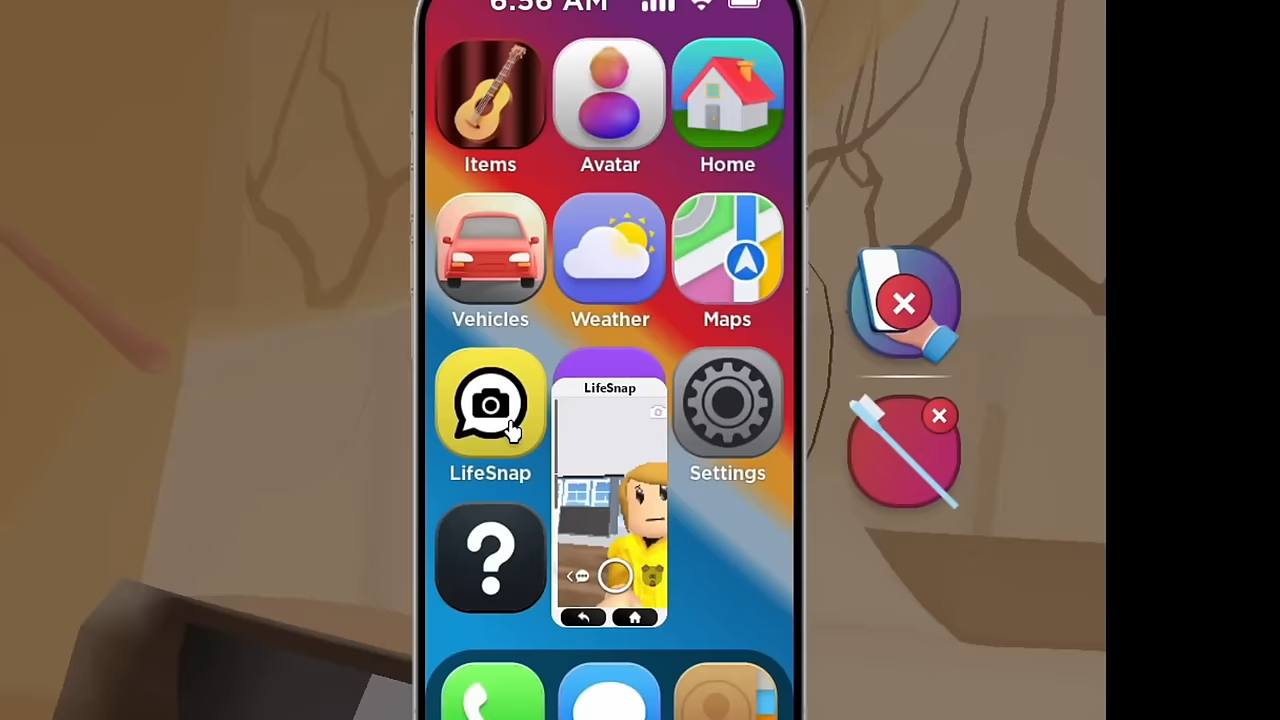 6:56 AM
Items
Avatar
Home
Vehicles
Weather
Maps
LifeSnap
LifeSnap
Settings
?